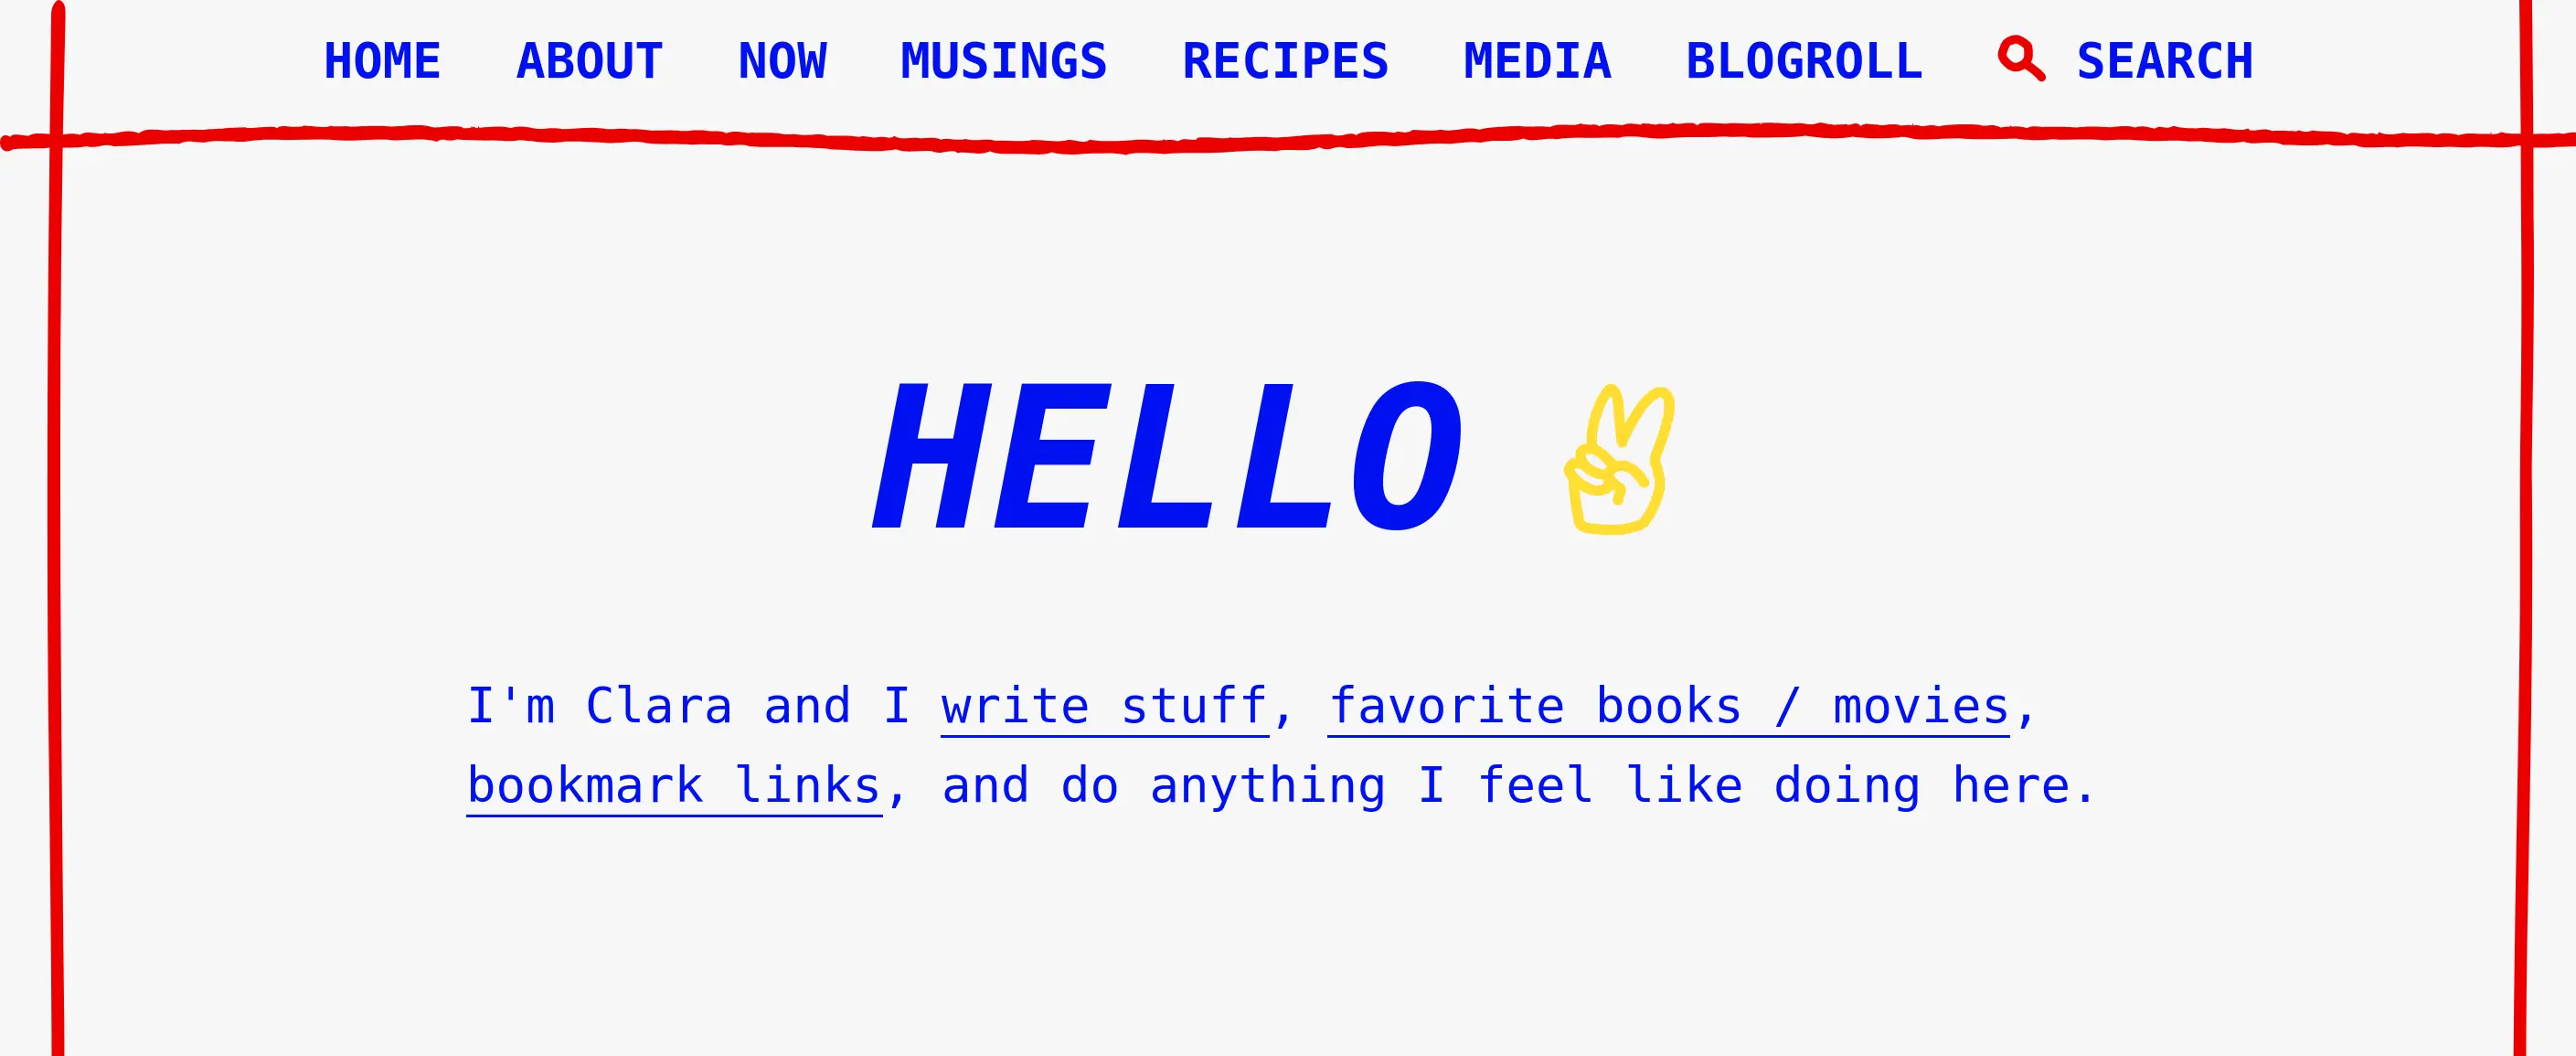 HOME ABOUT NOW MUSINGS RECIPES MEDIA BLOGROLL SEARCH
HELLO
I'm Clara and I write stuff, favorite books / movies,
bookmark links, and do anything I feel like doing here.